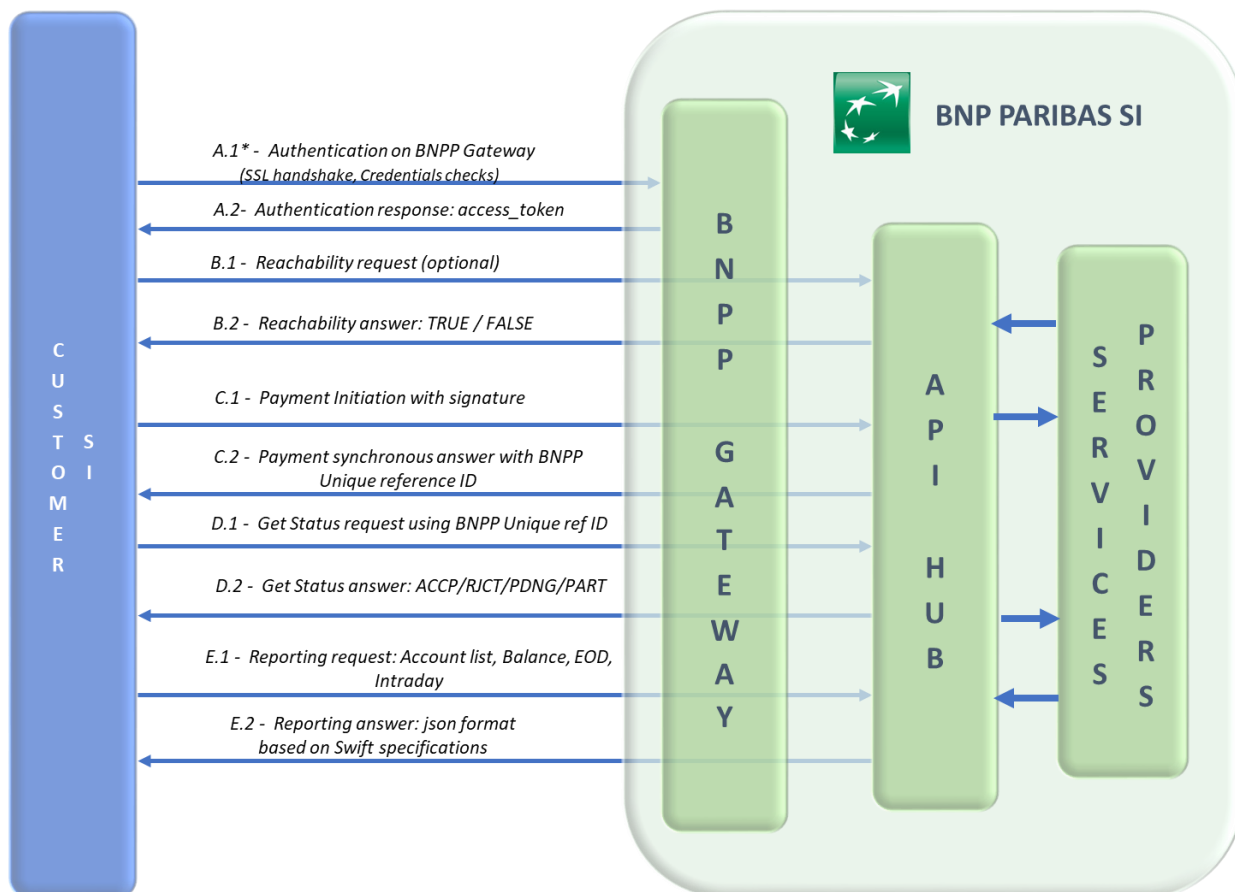 BNP PARIBAS SI
A.1* - Authentication on BNPP Gateway
(SSL handshake, Credentials checks)
A.2- Authentication response: access_token
B.1 - Reachability request (optional)
B.2 - Reachability answer: TRUE / FALSE
C.1 - Payment Initiation with signature
C.2 - Payment synchronous answer with BNPP
Unique reference ID
D.1 - Get Status request using BNPP Unique ref ID
D.2 - Get Status answer: ACCP/RJCT/PDNG/PART
E.1 - Reporting request: Account list, Balance, EOD,
Intraday
E.2 - Reporting answer: json format
based on Swift specifications
CUSTOMER
SI
BNPP GATEWAY
API HUB
SERVICES
PROVIDERS